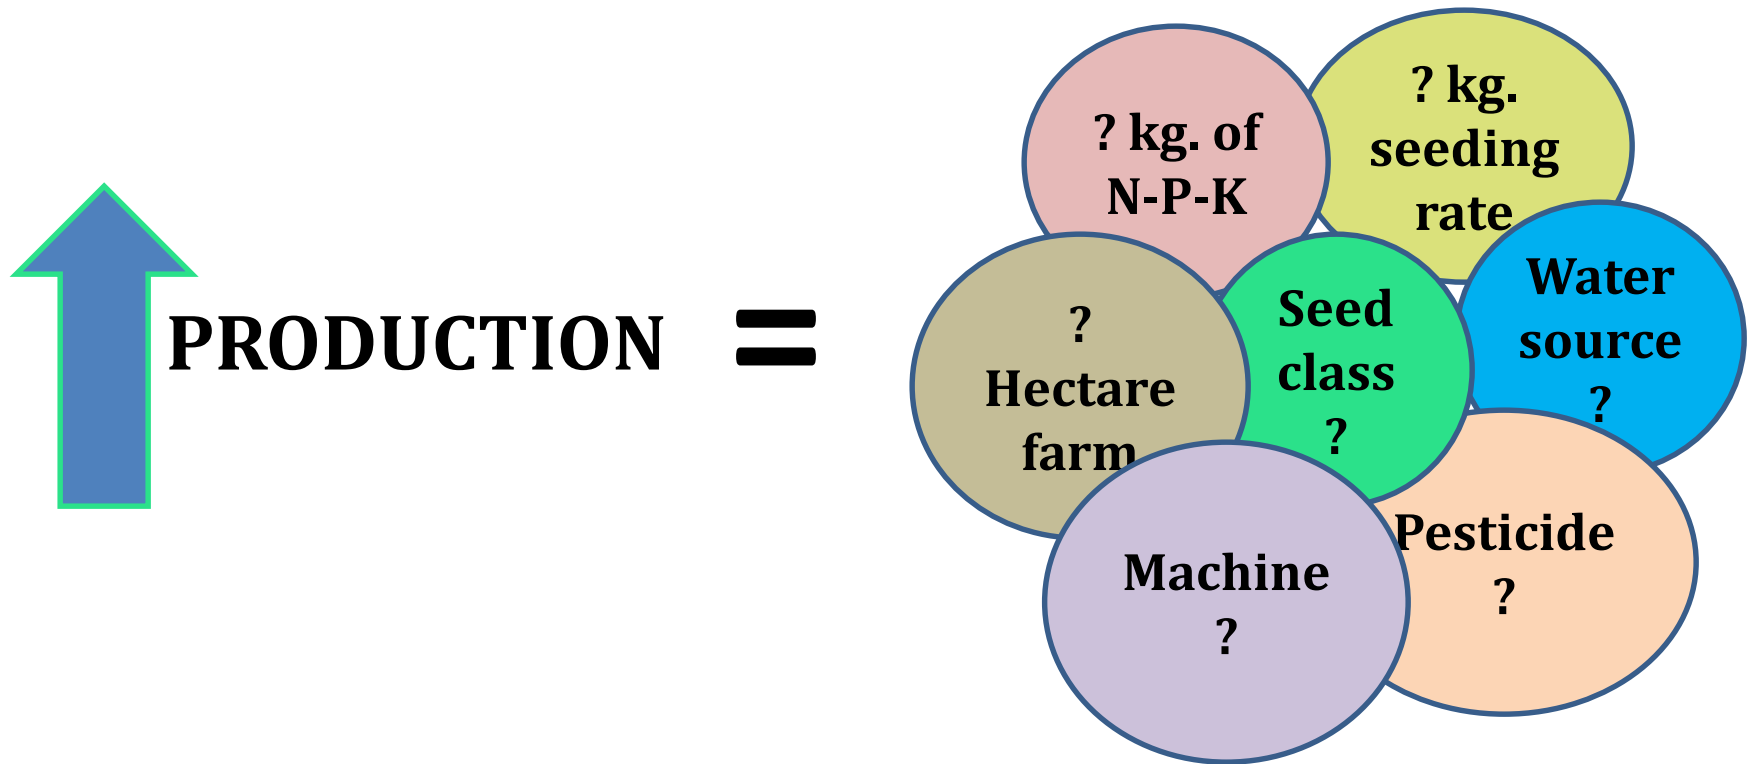 PRODUCTION =
? kg. of
N-P-K
? kg.
seeding
rate
?
Hectare
farm
Seed
class
?
Water
source
?
Machine
?
Pesticide
?